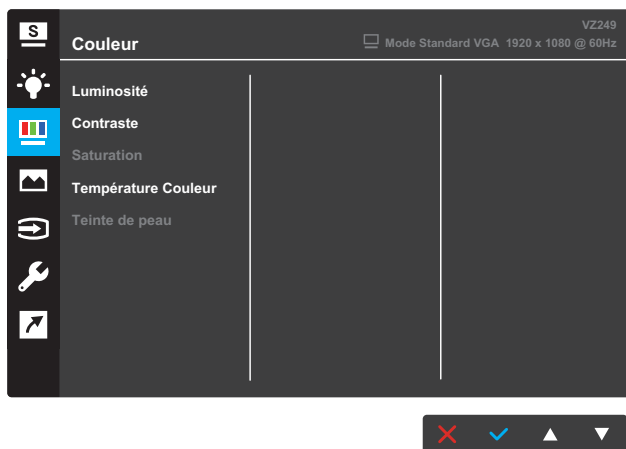 S
VZ249
Couleur
Mode Standard VGA 1920 x 1080 @ 60Hz
Luminosité
Contraste
Saturation
Température Couleur
Teinte de peau